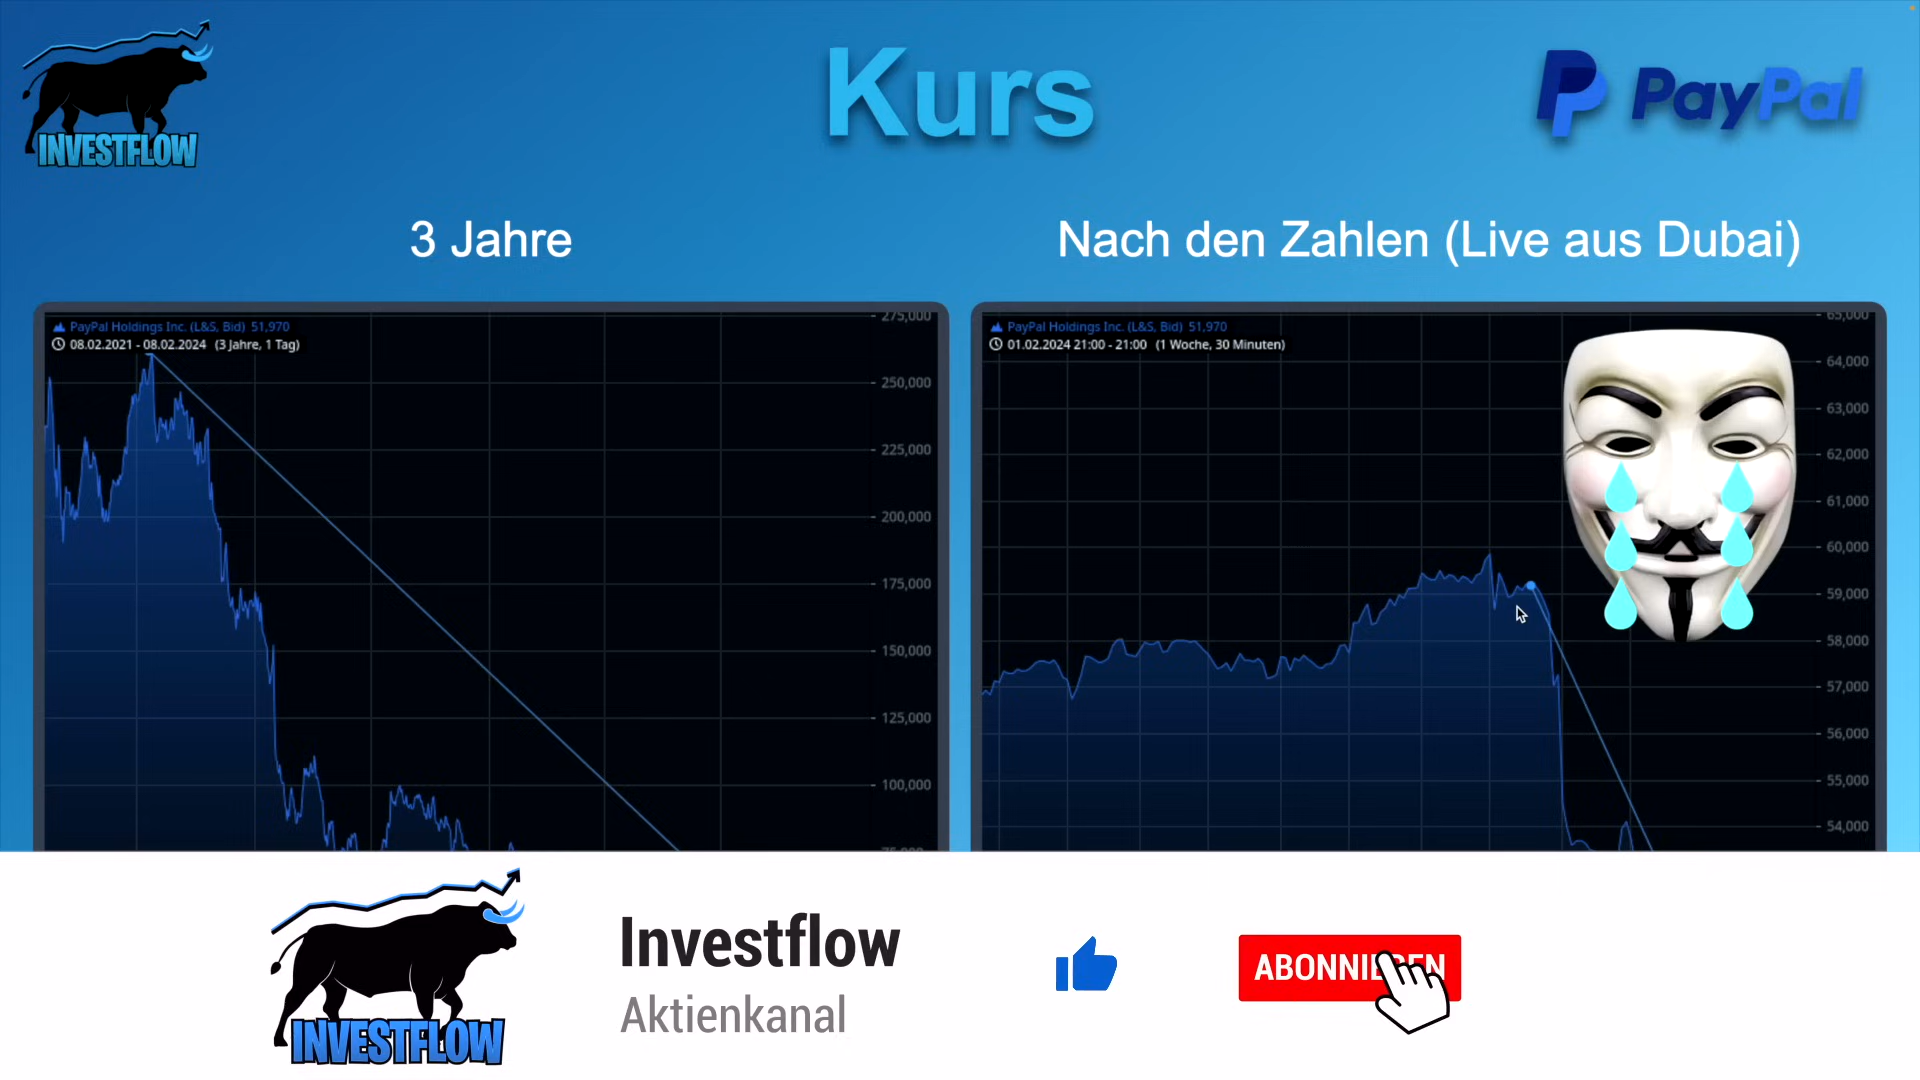 INVESTFLOW
Kurs
PayPal
3 Jahre
Nach den Zahlen (Live aus Dubai)
PayPal Holdings Inc. (L&S, Bid) 51,970
08.02.2021 - 08.02.2024 (3 Jahre, 1 Tag)
275,000
250,000
225,000
200,000
175,000
150,000
125,000
100,000
PayPal Holdings Inc. (L&S, Bid) 51,970
01.02.2024 21:00 - 21:00 (1 Woche, 30 Minuten)
65,000
64,000
63,000
62,000
61,000
60,000
59,000
58,000
57,000
56,000
55,000
54,000
INVESTFLOW
Investflow
Aktienkanal
ABONNIEREN